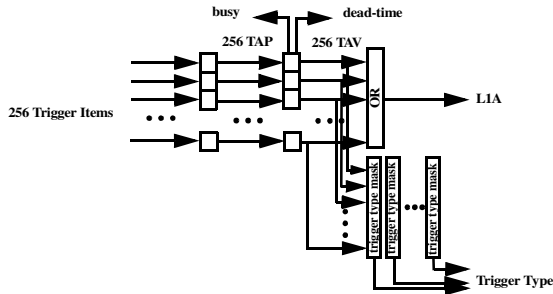 busy
dead-time
256 TAP
256 TAV
256 Trigger Items
OR
L1A
trigger type mask
trigger type mask
trigger type mask
Trigger Type